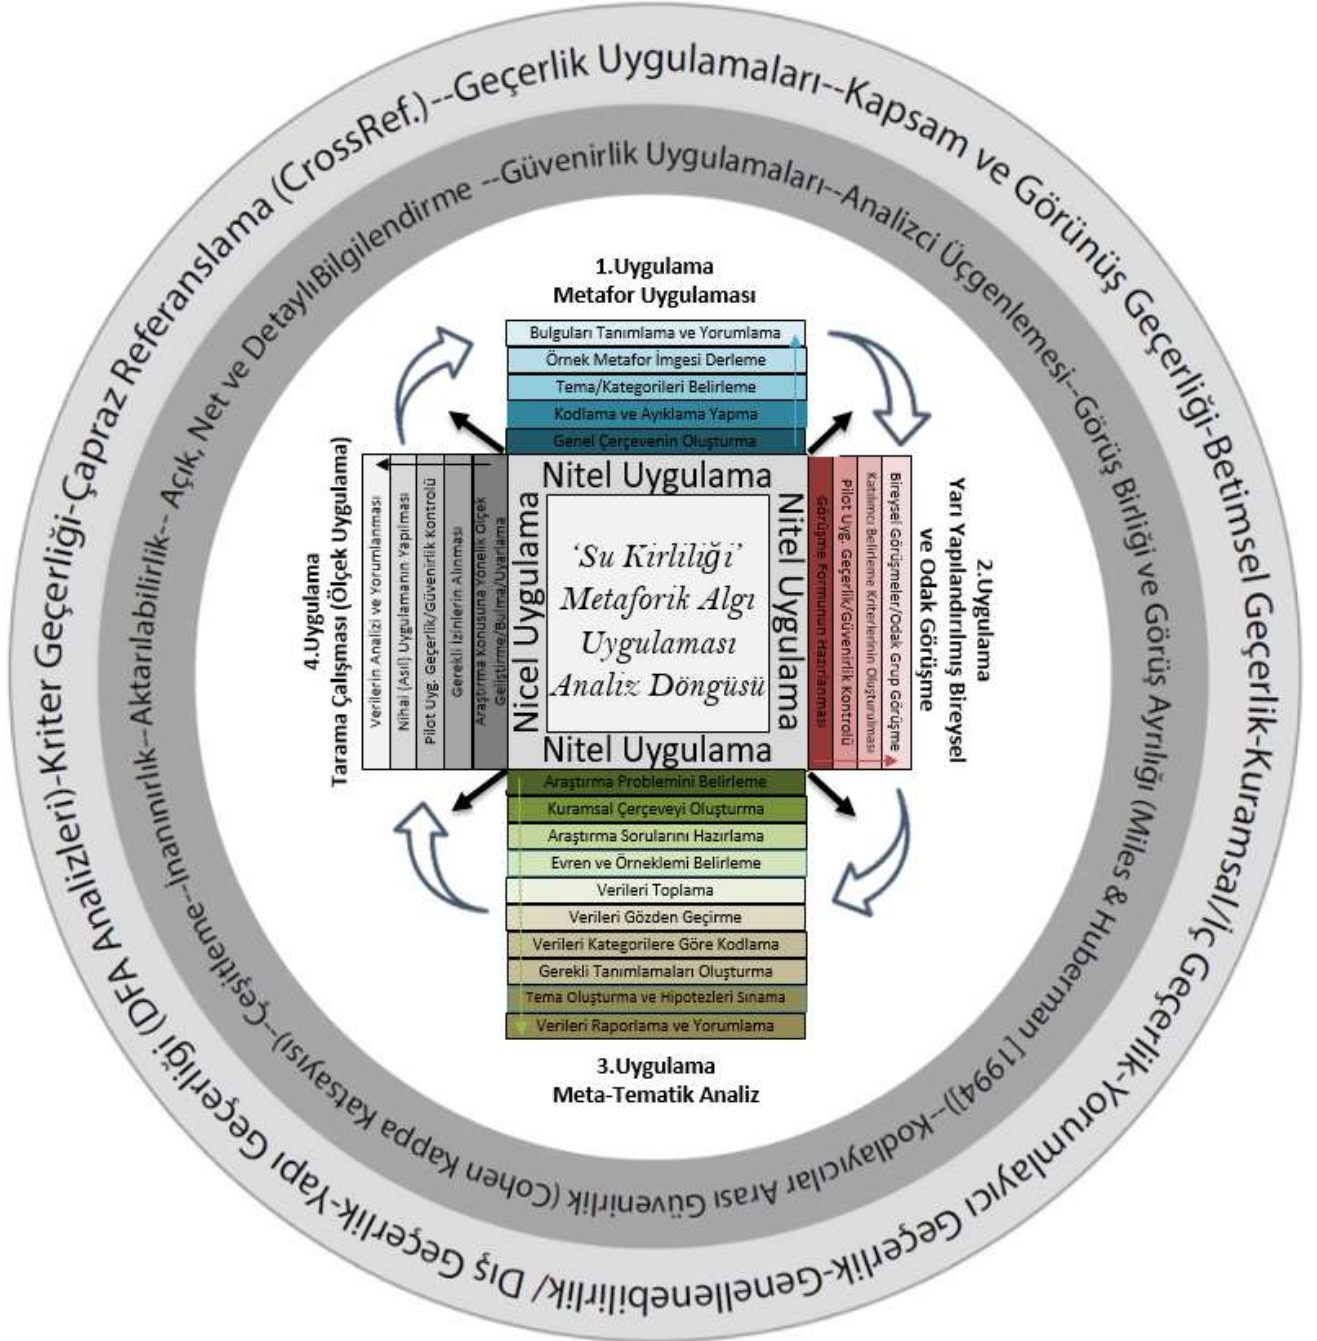 Geçerlik Uygulamaları--Kapsam ve Görünüş Geçerliği-Betimsel Geçerlik-Kuramsal/İç Geçerlik-Yorumlayıcı Geçerlik-Genellenebilirlik/ Dış Geçerlik-Yapı Geçerliği (DFA Analizleri)-Kriter Geçerliği-Çapraz Referanslama (CrossRef.)--
Güvenirlik Uygulamaları--Analizci Üçgenlemesi--Görüş Birliği ve Görüş Ayrılığı (Miles & Huberman [1994])--Kodlayıcılar Arası Güvenirlik (Cohen Kappa Katsayısı)--Çeşitleme--İnanırlık--Aktarılabilirlik-- Açık, Net ve DetaylıBilgilendirme --
1.Uygulama
Metafor Uygulaması
Bulguları Tanımlama ve Yorumlama
Örnek Metafor İmgesi Derleme
Tema/Kategorileri Belirleme
Kodlama ve Ayıklama Yapma
Genel Çerçevenin Oluşturma
Nitel Uygulama
Nitel Uygulama
Görüşme Formunun Hazırlanması
Pilot Uyg. Geçerlik/Güvenirlik Kontrolü
Katılımcı Belirleme Kriterlerinin Oluşturulması
Bireysel Görüşmeler/Odak Grup Görüşme
2.Uygulama
Yarı Yapılandırılmış Bireysel
ve Odak Görüşme
'Su Kirliliği'
Metaforik Algı
Uygulaması
Analiz Döngüsü
Nitel Uygulama
Araştırma Problemini Belirleme
Kuramsal Çerçeveyi Oluşturma
Araştırma Sorularını Hazırlama
Evren ve Örneklemi Belirleme
Verileri Toplama
Verileri Gözden Geçirme
Verileri Kategorilere Göre Kodlama
Gerekli Tanımlamaları Oluşturma
Tema Oluşturma ve Hipotezleri Sınama
Verileri Raporlama ve Yorumlama
3.Uygulama
Meta-Tematik Analiz
4.Uygulama
Tarama Çalışması (Ölçek Uygulama)
Verilerin Analizi ve Yorumlanması
Nihai (Asıl) Uygulamanın Yapılması
Pilot Uyg. Geçerlik/Güvenirlik Kontrolü
Gerekli İzinlerin Alınması
Araştırma Konusuna Yönelik Ölçek
Geliştirme/Bulma/Uyarlama
Nicel Uygulama